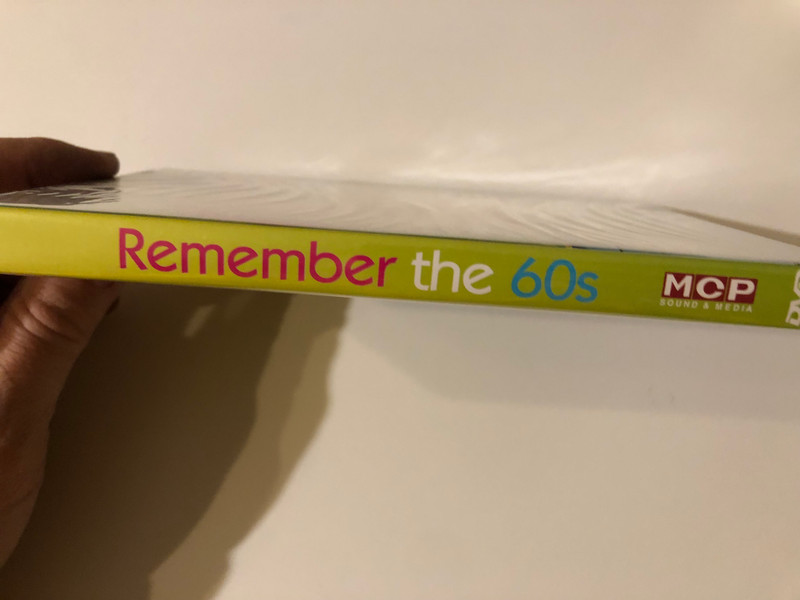 Remember the 60s
MCP
SOUND & MEDIA